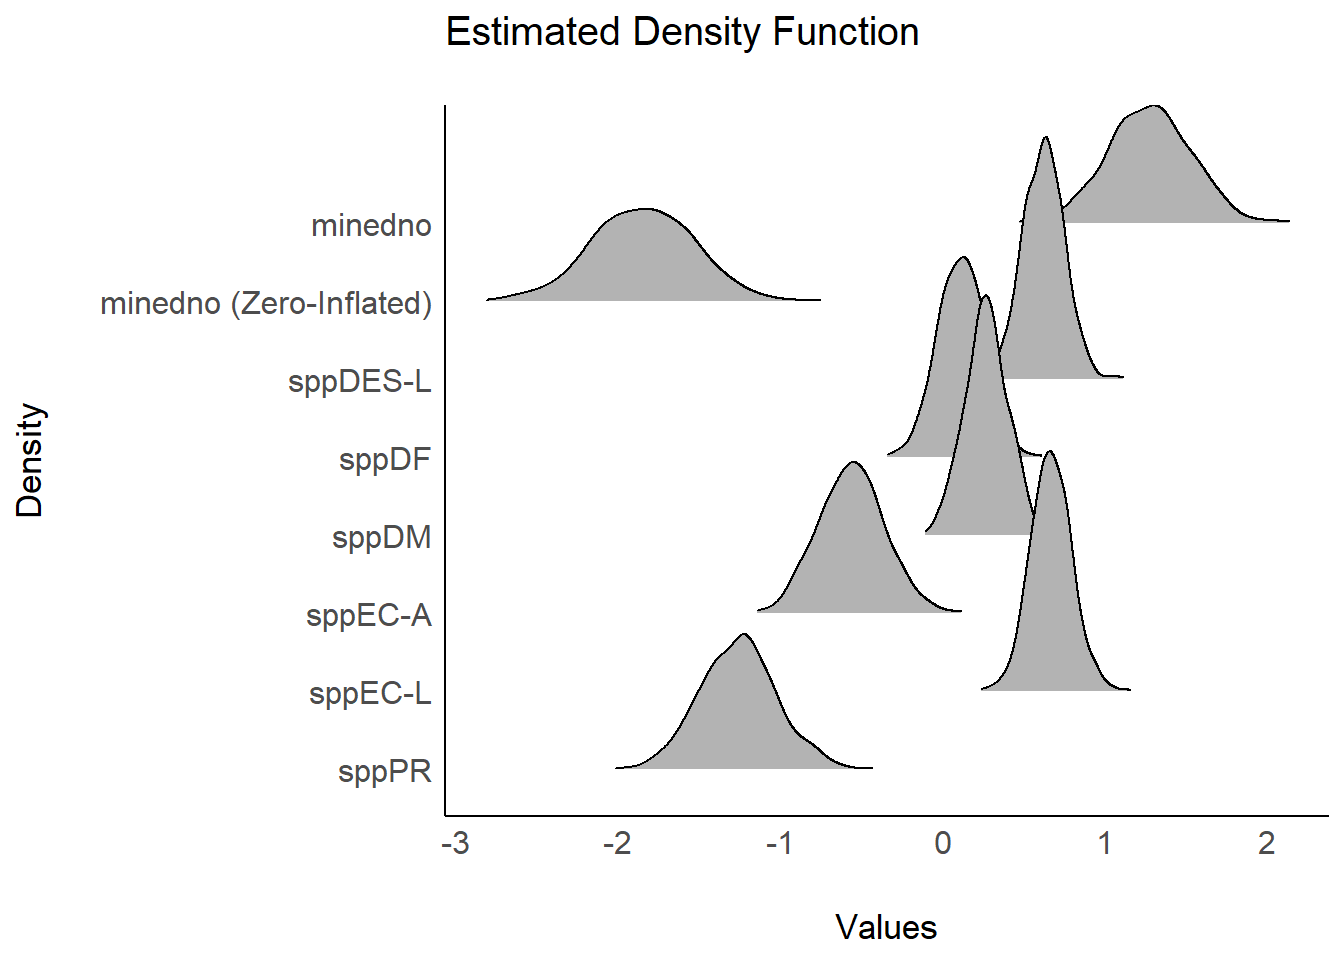 Estimated Density Function
minedno
minedno (Zero-Inflated)
sppDES-L
sppDF
sppDM
sppEC-A
sppEC-L
sppPR
Density
-3 -2 -1 0 1 2
Values